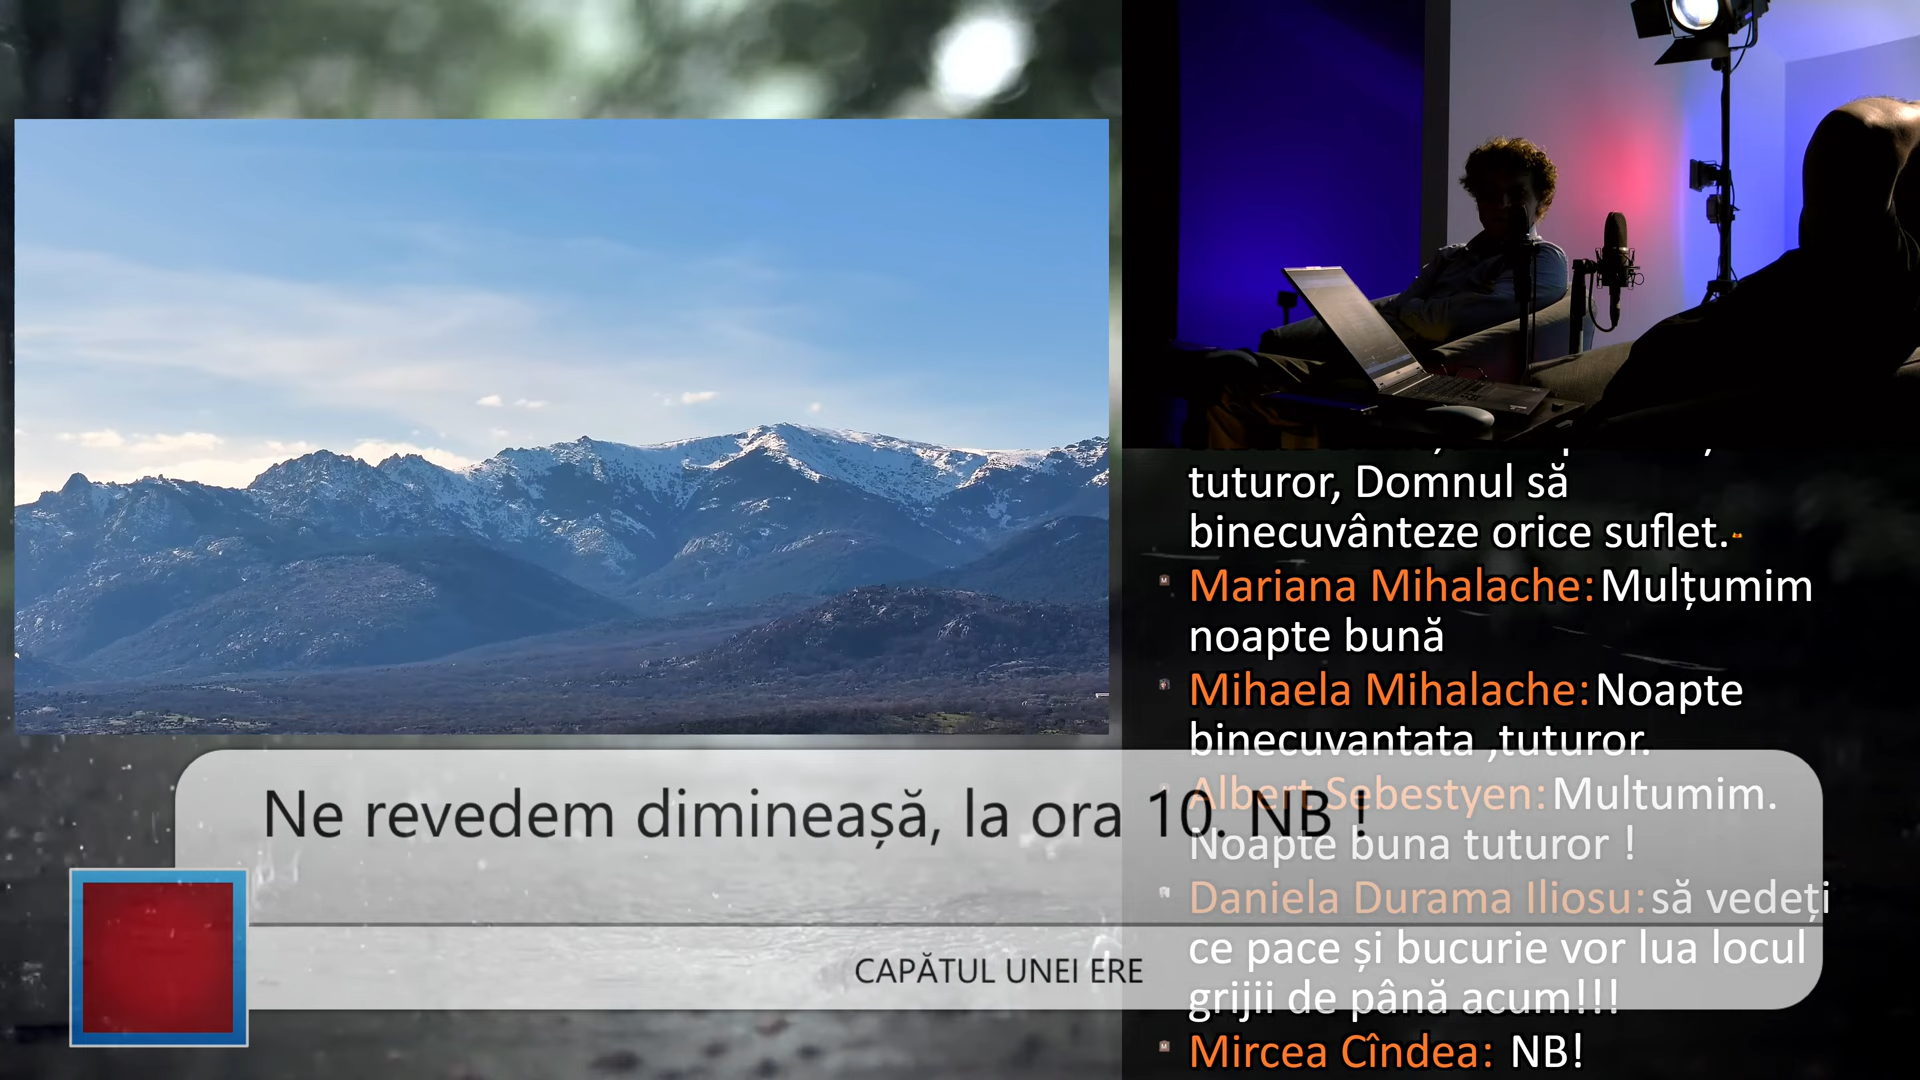 tuturor, Domnul să
binecuvânteze orice suflet.
Mariana Mihalache: Mulțumim
noapte bună
Mihaela Mihalache: Noapte
binecuvantata ,tuturor.
Albert Sebestyen: Multumim.
Noapte buna tuturor !
Daniela Durama Iliosu: să vedeți
ce pace și bucurie vor lua locul
grijii de până acum!!!
Mircea Cîndea: NB!
Ne revedem dimineașă, la ora 10. NB !
CAPĂTUL UNEI ERE